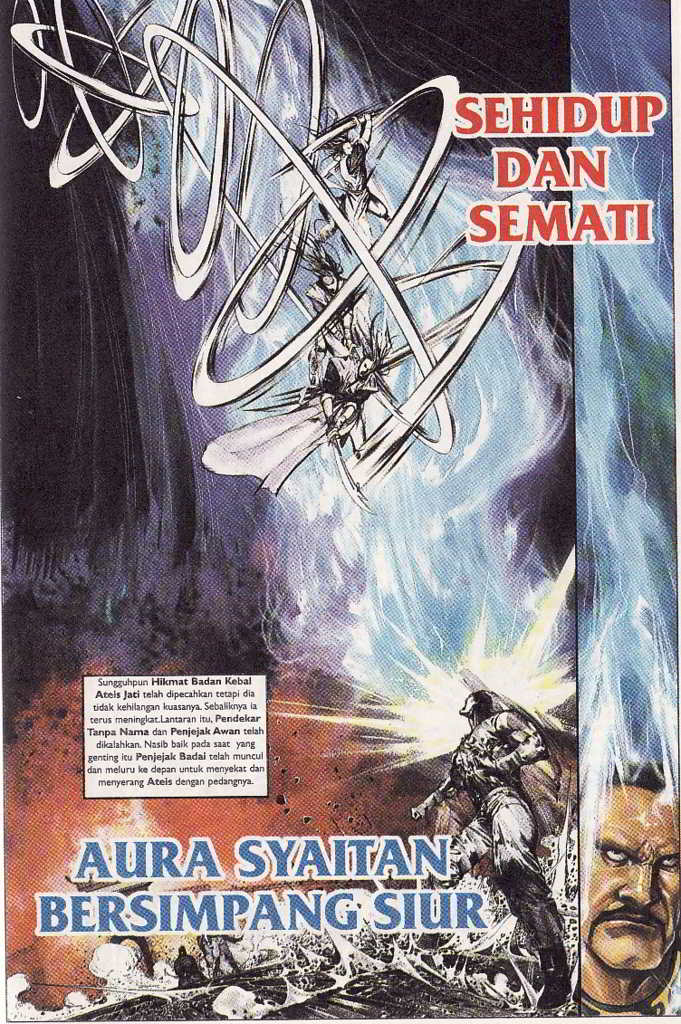 SEHIDUP
DAN
SEMATI
Sungguhpun Hikmat Badan Kebal
Ateis Jati telah dipecahkan tetapi dia
tidak kehilangan kuasanya. Sebaliknya ia
terus meningkat.Lantaran itu, Pendekar
Tanpa Nama dan Penjejak Awan telah
dikalahkan. Nasib baik pada saat yang
genting itu Penjejak Badai telah muncul
dan meluru ke depan untuk menyekat dan
menyerang Ateis dengan pedangnya.
AURA SYAITAN
BERSIMPANG SIUR